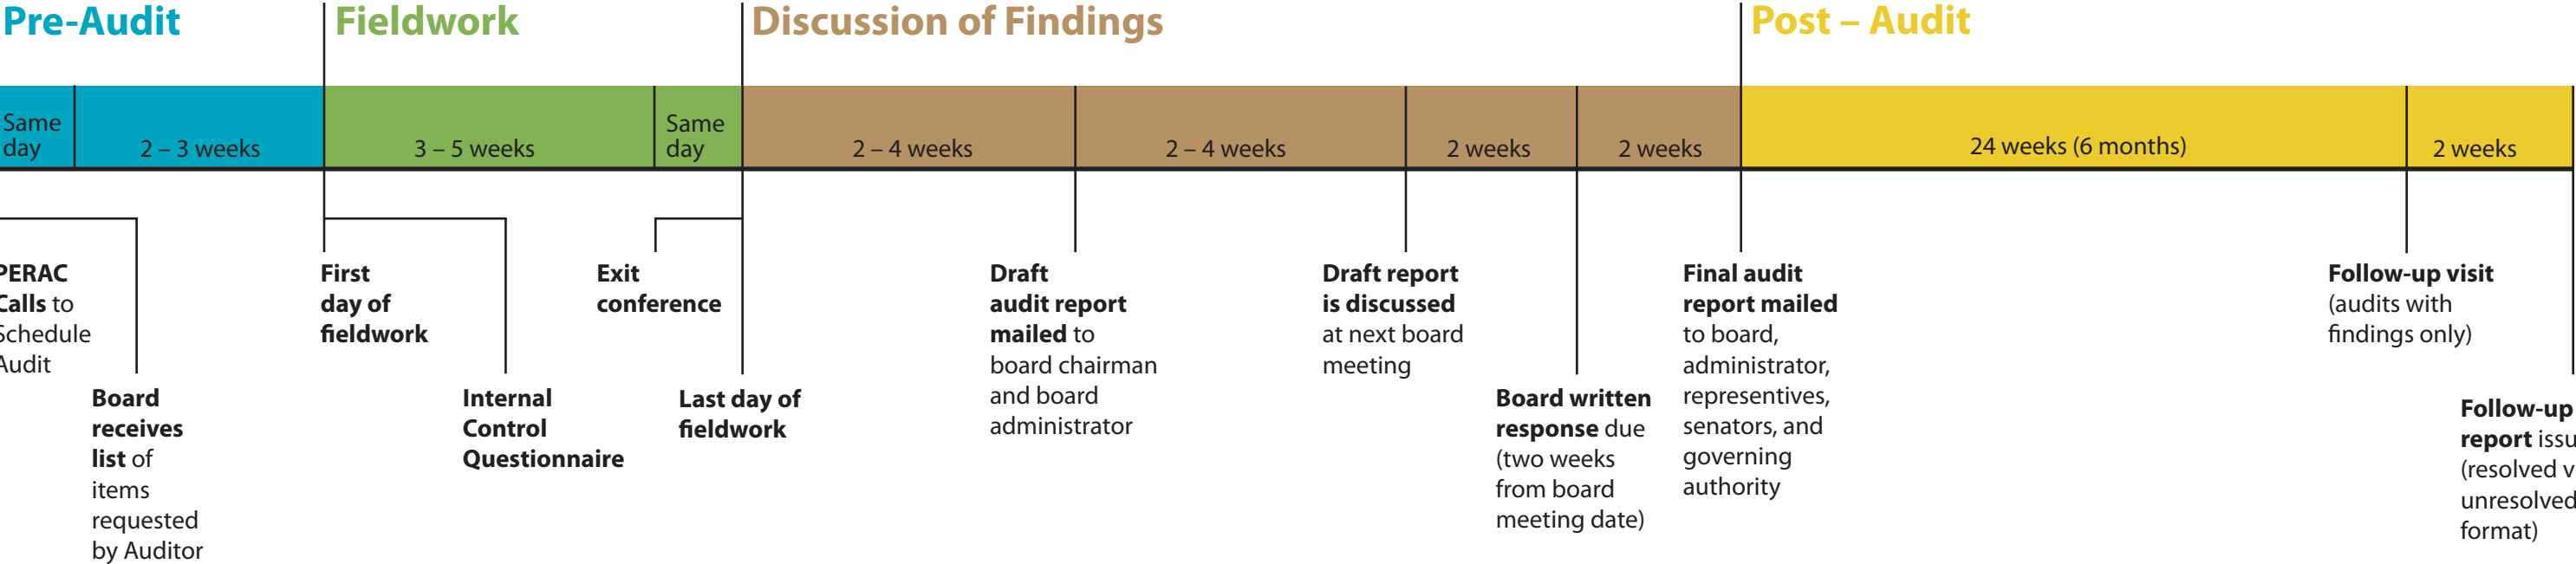 Pre-Audit
Fieldwork
Discussion of Findings
Post – Audit
Same
day
2 – 3 weeks
3 – 5 weeks
Same
day
2 – 4 weeks
2 – 4 weeks
2 weeks
2 weeks
24 weeks (6 months)
2 weeks
PERAC
Calls to
Schedule
Audit
Board
receives
list of
items
requested
by Auditor
First
day of
fieldwork
Internal
Control
Questionnaire
Exit
conference
Last day of
fieldwork
Draft
audit report
mailed to
board chairman
and board
administrator
Draft report
is discussed
at next board
meeting
Board written
response due
(two weeks
from board
meeting date)
Final audit
report mailed
to board,
administrator,
representives,
senators, and
governing
authority
Follow-up visit
(audits with
findings only)
Follow-up
report
(resolved
unresolved
format)